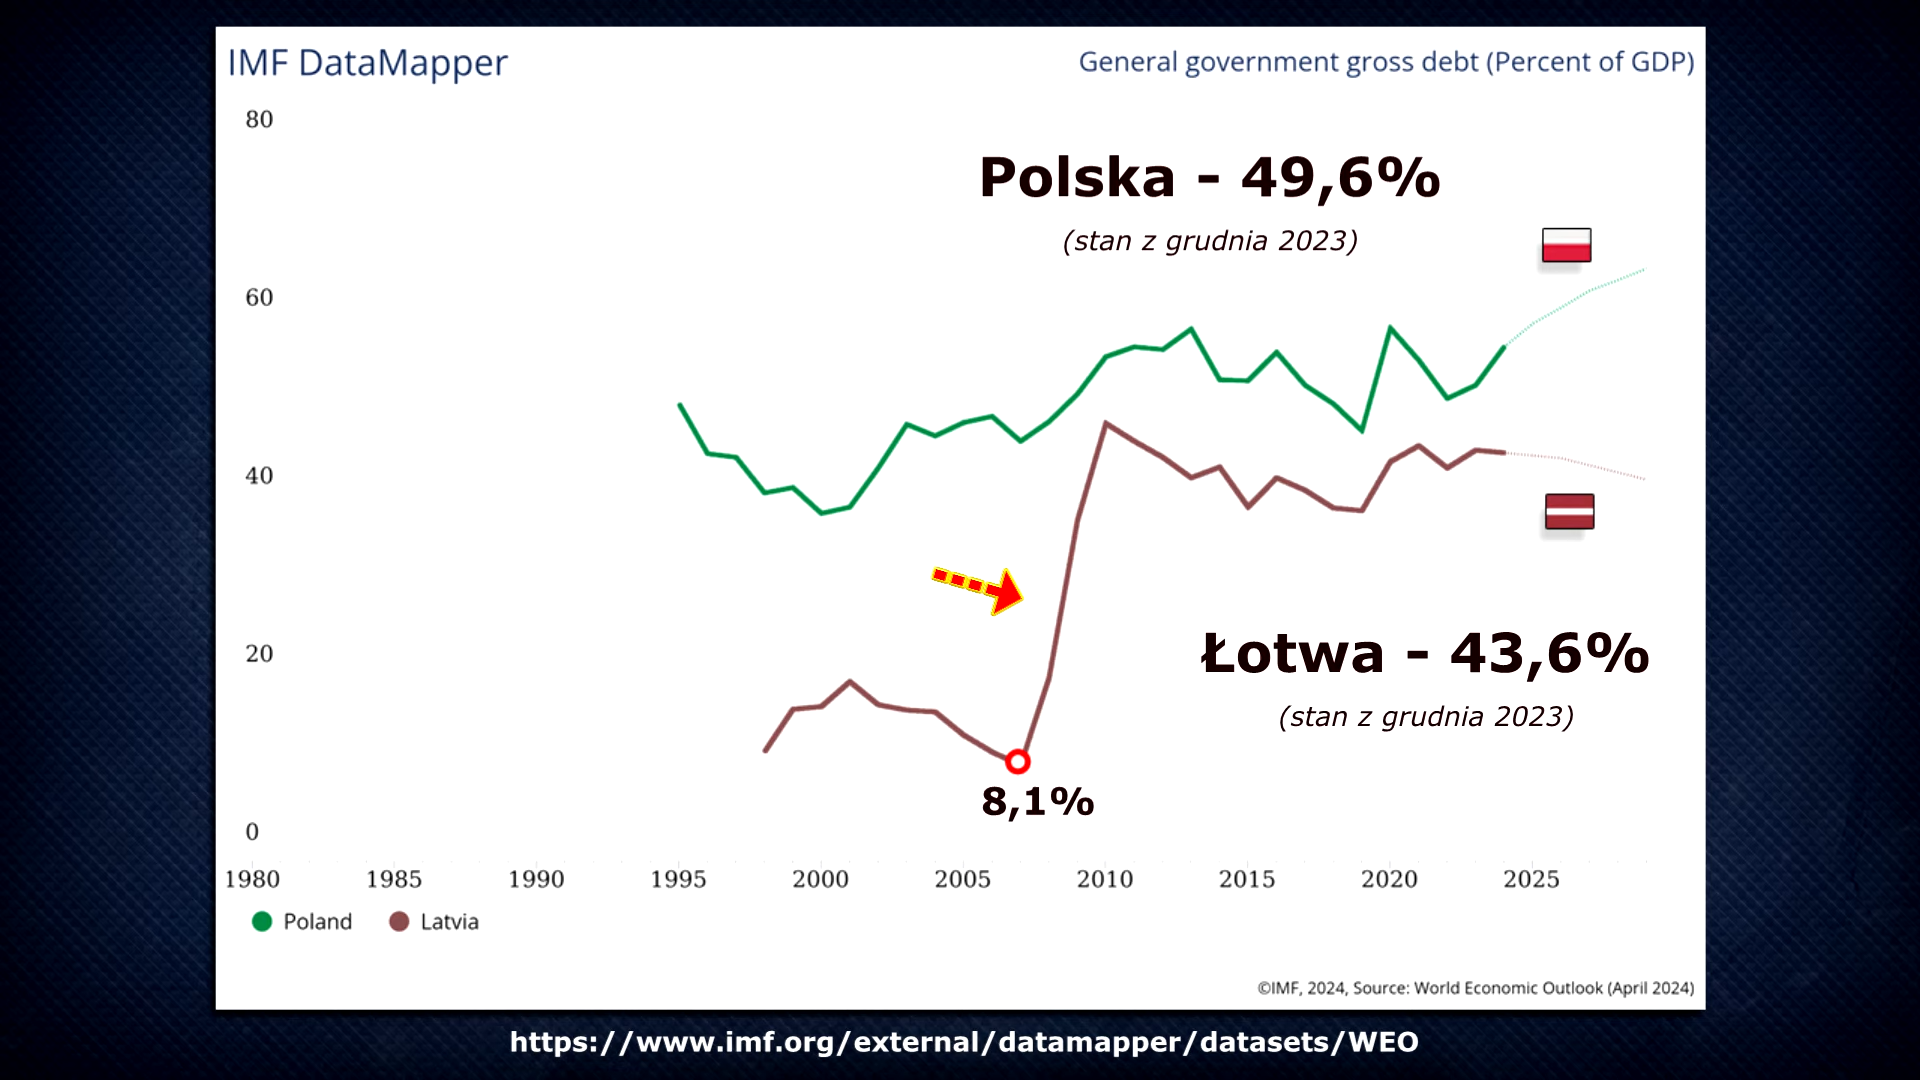 IMF DataMapper
General government gross debt (Percent of GDP)
80
Polska - 49,6%
(stan z grudnia 2023)
60
40
20
Łotwa - 43,6%
(stan z grudnia 2023)
8,1%
0
1980 1985 1990 1995 2000 2005 2010 2015 2020 2025
Poland Latvia
©IMF, 2024, Source: World Economic Outlook (April 2024)
https://www.imf.org/external/datamapper/datasets/WEO